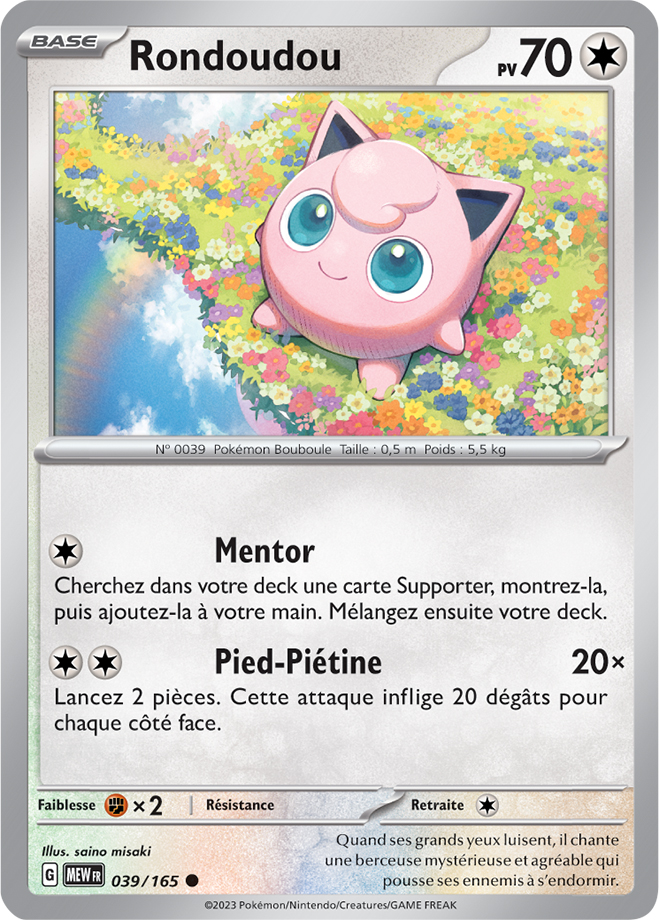 BASE Rondoudou PV 70
Nº 0039 Pokémon Bouboule Taille : 0,5 m Poids : 5,5 kg
Mentor
Cherchez dans votre deck une carte Supporter, montrez-la,
puis ajoutez-la à votre main. Mélangez ensuite votre deck.
Pied-Piétine 20×
Lancez 2 pièces. Cette attaque inflige 20 dégâts pour
chaque côté face.
Faiblesse ×2 Résistance Retraite
Illus. saino misaki
G MEW FR 039/165
Quand ses grands yeux luisent, il chante
une berceuse mystérieuse et agréable qui
pousse ses ennemis à s'endormir.
©2023 Pokémon/Nintendo/Creatures/GAME FREAK